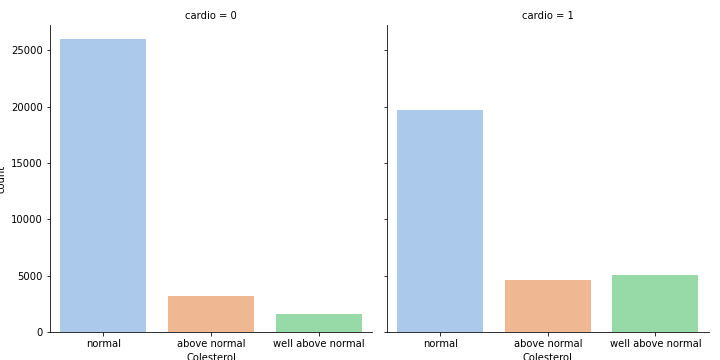 cardio = 0
cardio = 1
count
25000
20000
15000
10000
5000
0
normal
above normal
well above normal
normal
above normal
well above normal
Colesterol
Colesterol